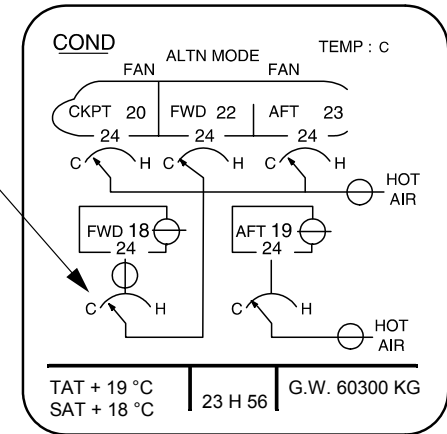 COND
ALTN MODE
TEMP : C
FAN FAN
CKPT 20 FWD 22 AFT 23
24 24 24
C H C H C H
HOT
AIR
FWD 18 AFT 19
24 24
C H C H
HOT
AIR
TAT + 19 °C
SAT + 18 °C
23 H 56
G.W. 60300 KG